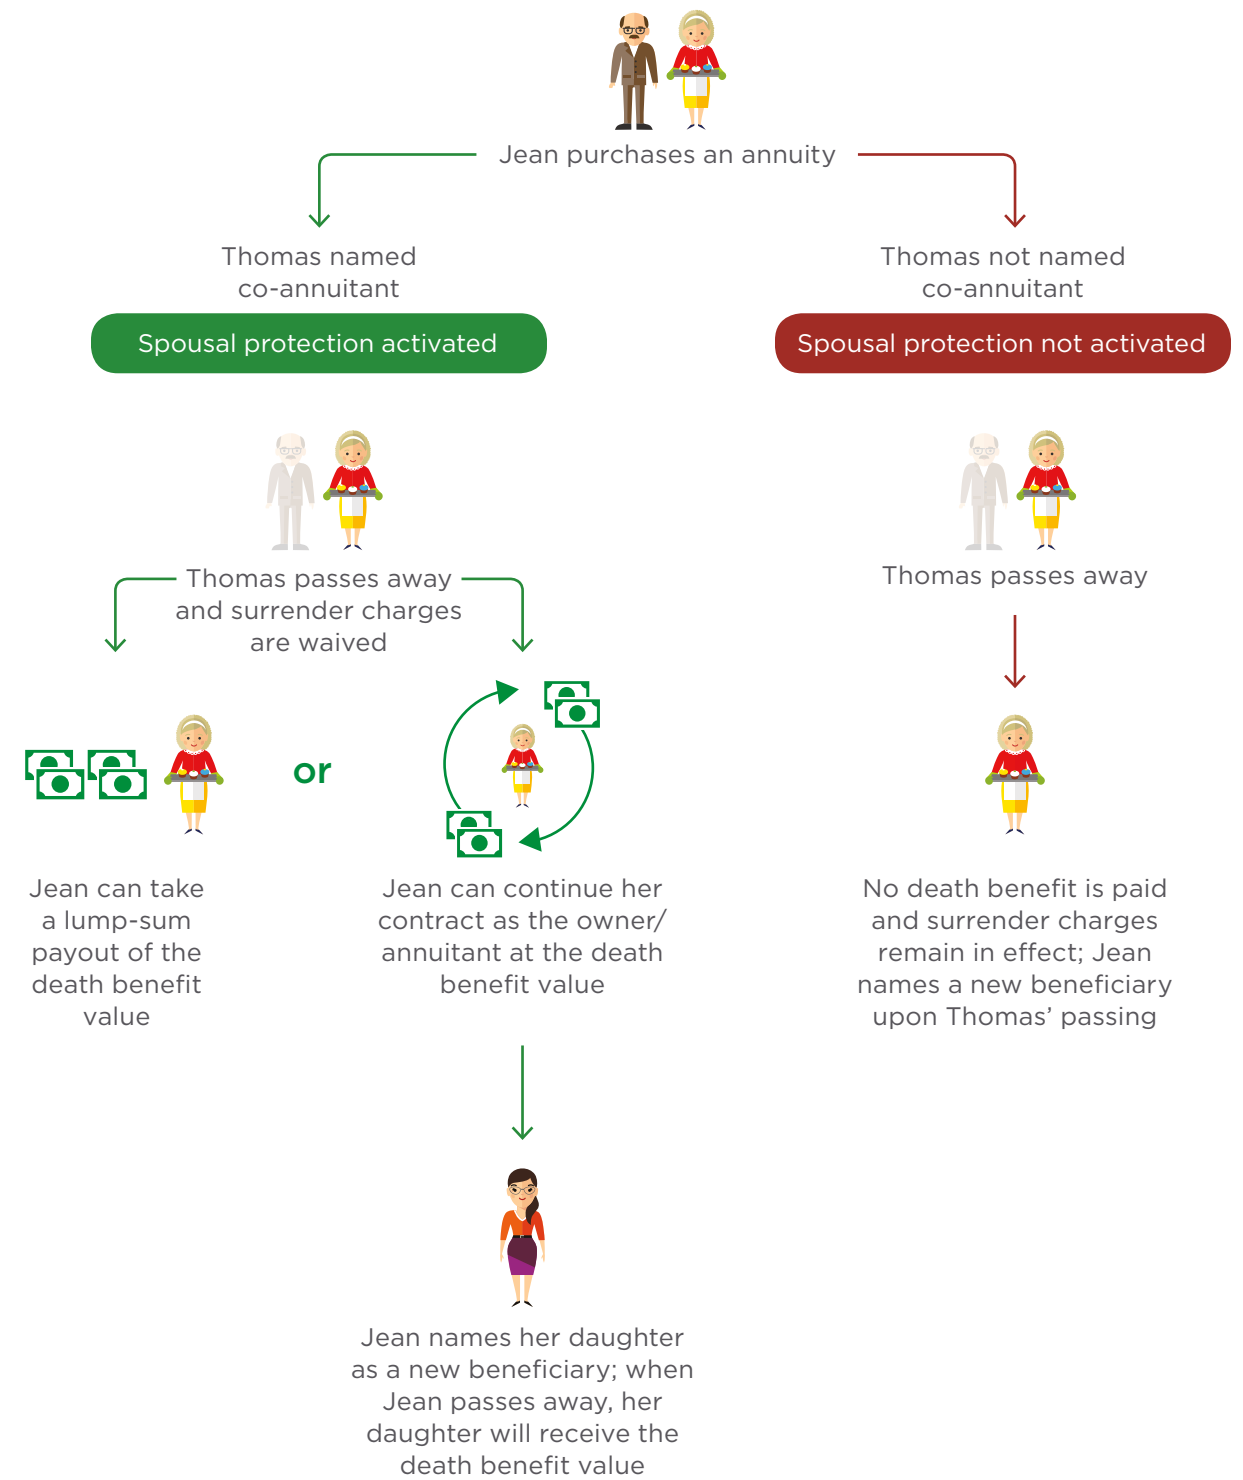 Jean purchases an annuity
Thomas named
co-annuitant
Spousal protection activated
Thomas not named
co-annuitant
Spousal protection not activated
Thomas passes away
and surrender charges
are waived
Thomas passes away
or
Jean can take
a lump-sum
payout of the
death benefit
value
Jean can continue her
contract as the owner/
annuitant at the death
benefit value
No death benefit is paid
and surrender charges
remain in effect; Jean
names a new beneficiary
upon Thomas’ passing
Jean names her daughter
as a new beneficiary; when
Jean passes away, her
daughter will receive the
death benefit value